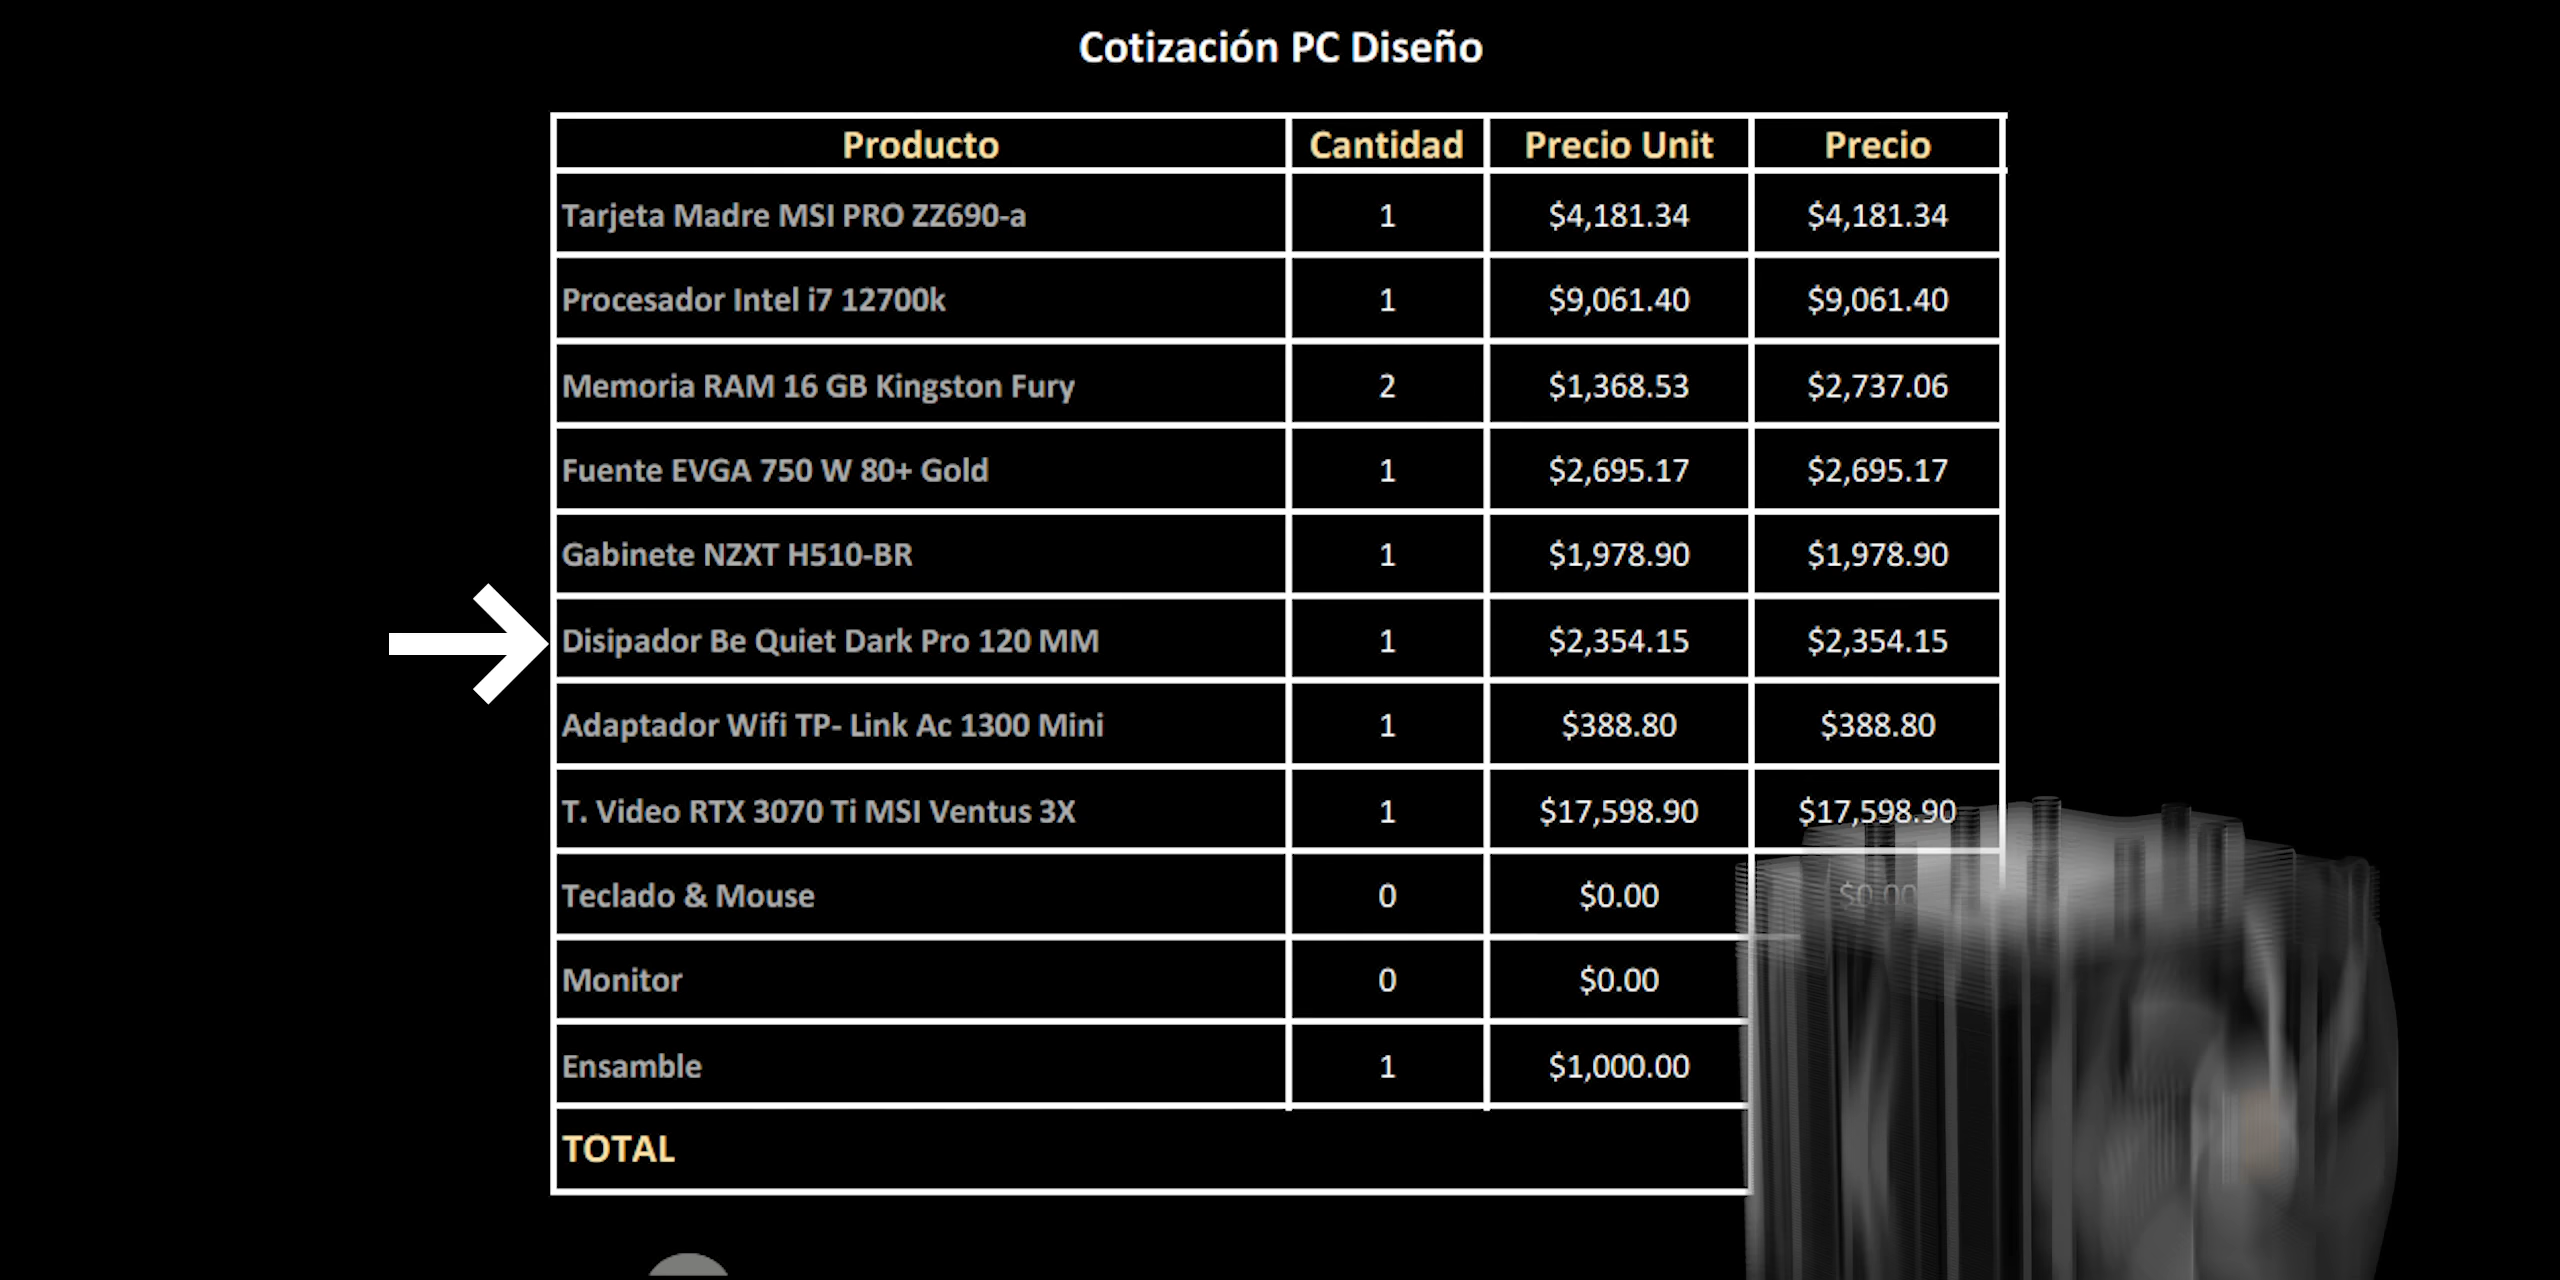 Cotización PC Diseño
Producto Cantidad Precio Unit Precio
Tarjeta Madre MSI PRO ZZ690-a 1 $4,181.34 $4,181.34
Procesador Intel i7 12700k 1 $9,061.40 $9,061.40
Memoria RAM 16 GB Kingston Fury 2 $1,368.53 $2,737.06
Fuente EVGA 750 W 80+ Gold 1 $2,695.17 $2,695.17
Gabinete NZXT H510-BR 1 $1,978.90 $1,978.90
Disipador Be Quiet Dark Pro 120 MM 1 $2,354.15 $2,354.15
Adaptador Wifi TP- Link Ac 1300 Mini 1 $388.80 $388.80
T. Video RTX 3070 Ti MSI Ventus 3X 1 $17,598.90 $17,598.90
Teclado & Mouse 0 $0.00 $0.00
Monitor 0 $0.00
Ensamble 1 $1,000.00
TOTAL